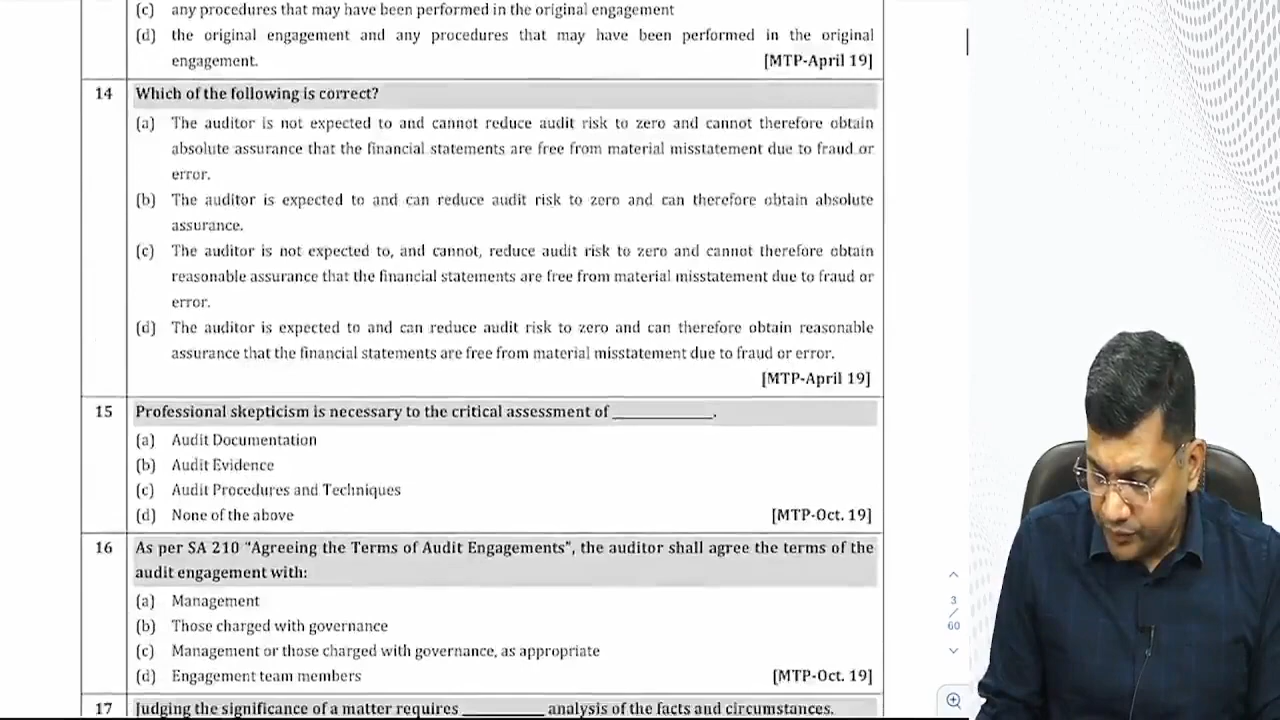 (c) any procedures that may have been performed in the original engagement
(d) the original engagement and any procedures that may have been performed in the original
engagement. [MTP-April 19]
14 Which of the following is correct?
(a) The auditor is not expected to and cannot reduce audit risk to zero and cannot therefore obtain
absolute assurance that the financial statements are free from material misstatement due to fraud or
error.
(b) The auditor is expected to and can reduce audit risk to zero and can therefore obtain absolute
assurance.
(c) The auditor is not expected to, and cannot, reduce audit risk to zero and cannot therefore obtain
reasonable assurance that the financial statements are free from material misstatement due to fraud or
error.
(d) The auditor is expected to and can reduce audit risk to zero and can therefore obtain reasonable
assurance that the financial statements are free from material misstatement due to fraud or error.
[MTP-April 19]
15 Professional skepticism is necessary to the critical assessment of ___________.
(a) Audit Documentation
(b) Audit Evidence
(c) Audit Procedures and Techniques
(d) None of the above [MTP-Oct. 19]
16 As per SA 210 "Agreeing the Terms of Audit Engagements", the auditor shall agree the terms of the
audit engagement with:
(a) Management
(b) Those charged with governance
(c) Management or those charged with governance, as appropriate
(d) Engagement team members [MTP-Oct. 19]
17 Judging the significance of a matter requires _________ analysis of the facts and circumstances.
3
/
60